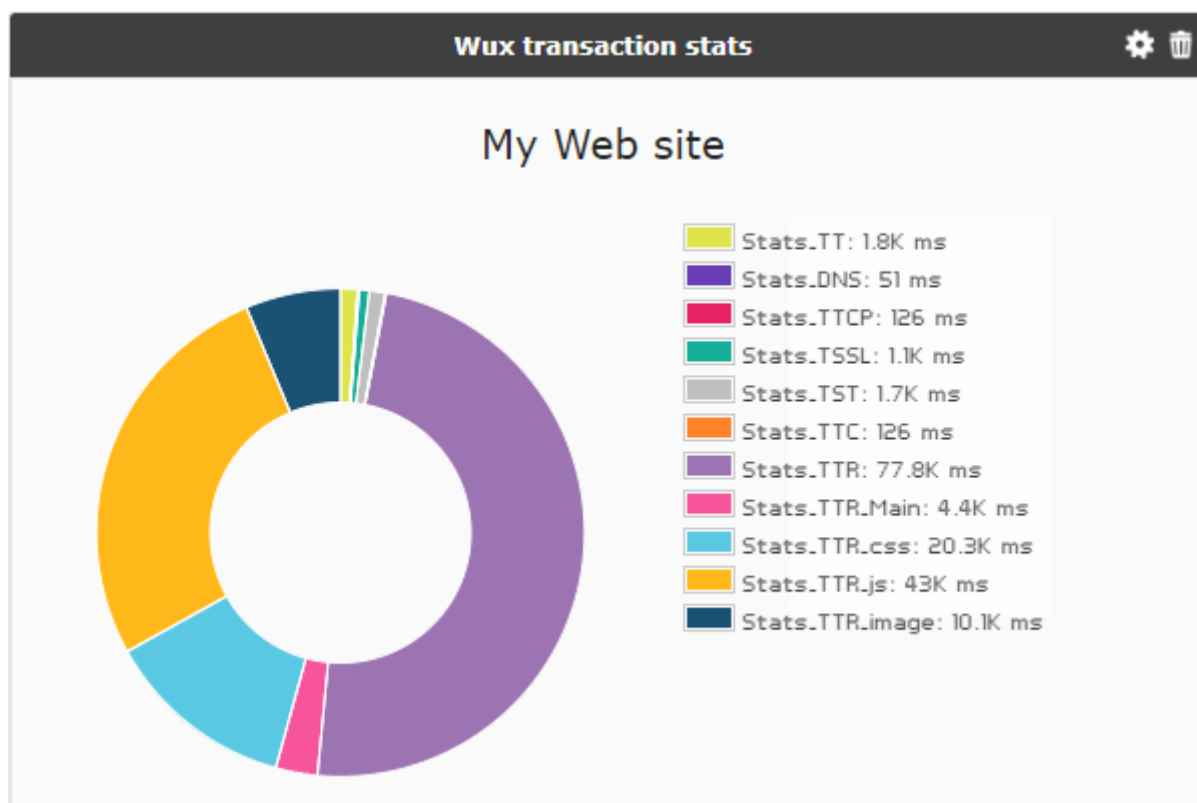 Wux transaction stats
My Web site
Stats_TT: 1.8K ms
Stats_DNS: 51 ms
Stats_TTCP: 126 ms
Stats_TSSL: 1.1K ms
Stats_TST: 1.7K ms
Stats_TTC: 126 ms
Stats_TTR: 77.8K ms
Stats_TTR_Main: 4.4K ms
Stats_TTR_css: 20.3K ms
Stats_TTR_js: 43K ms
Stats_TTR_image: 10.1K ms